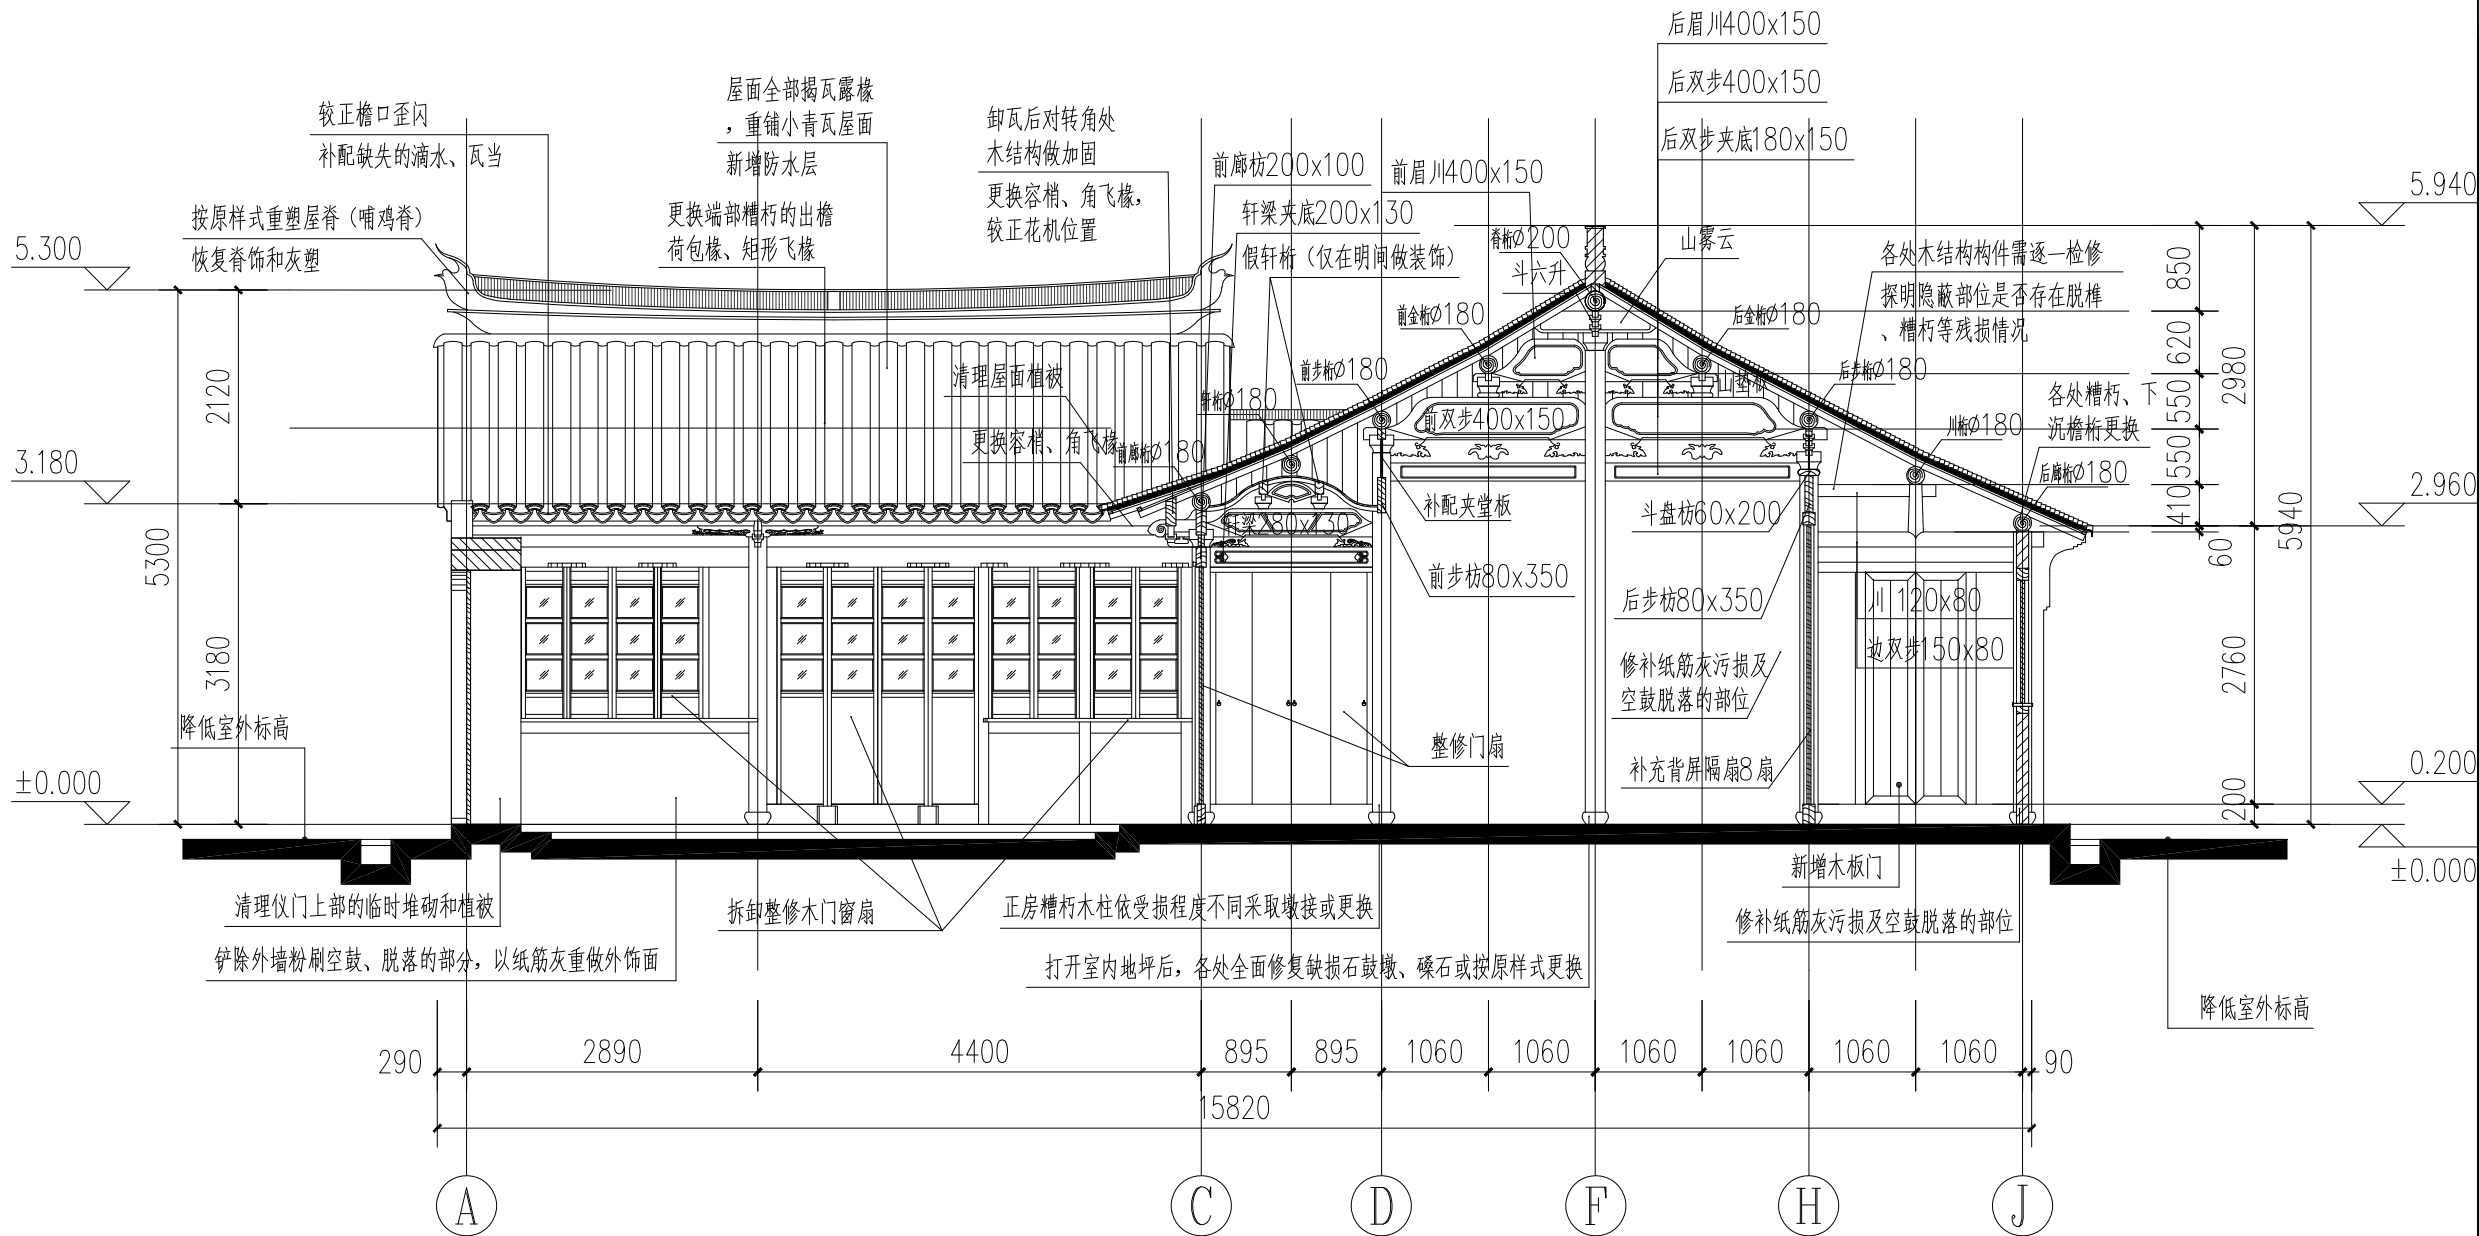 后眉川400x150
后双步400x150
后双步夹底180x150
屋面全部揭瓦露椽
，重铺小青瓦屋面
新增防水层
较正檐口歪闪
补配缺失的滴水、瓦当
卸瓦后对转角处
木结构做加固
更换容梢、角飞椽，
较正花机位置
前廊枋200x100
前眉川400x150
轩梁夹底200x130
假轩桁（仅在明间做装饰）
按原样式重塑屋脊（哺鸡脊）
恢复脊饰和灰塑
更换端部糟朽的出檐
荷包椽、矩形飞椽
脊桁Ø200
斗六升
山雾云
各处木结构构件需逐一检修
探明隐蔽部位是否存在脱榫
、糟朽等残损情况
5.300
5.940
前金桁Ø180
后金桁Ø180
清理屋面植被
轩桁Ø180
前步桁Ø180
山垫板
后步桁Ø180
各处糟朽、下
沉檐桁更换
前双步400x150
川桁Ø180
更换容梢、角飞椽
前廊桁Ø180
后廊桁Ø180
3.180
2.960
补配夹堂板
斗盘枋60x200
轩梁280x130
前步枋80x350
后步枋80x350
川 120x80
边双步150x80
修补纸筋灰污损及
空鼓脱落的部位
整修门扇
补充背屏隔扇8扇
降低室外标高
±0.000
0.200
±0.000
2120
3180
5300
850
620
550
550
410
60
2980
2760
200
5940
新增木板门
清理仪门上部的临时堆砌和植被
拆卸整修木门窗扇
正房糟朽木柱依受损程度不同采取墩接或更换
修补纸筋灰污损及空鼓脱落的部位
铲除外墙粉刷空鼓、脱落的部分，以纸筋灰重做外饰面
打开室内地坪后，各处全面修复缺损石鼓墩、磉石或按原样式更换
降低室外标高
290
2890
4400
895
895
1060
1060
1060
1060
1060
1060
90
15820
A
C
D
F
H
J